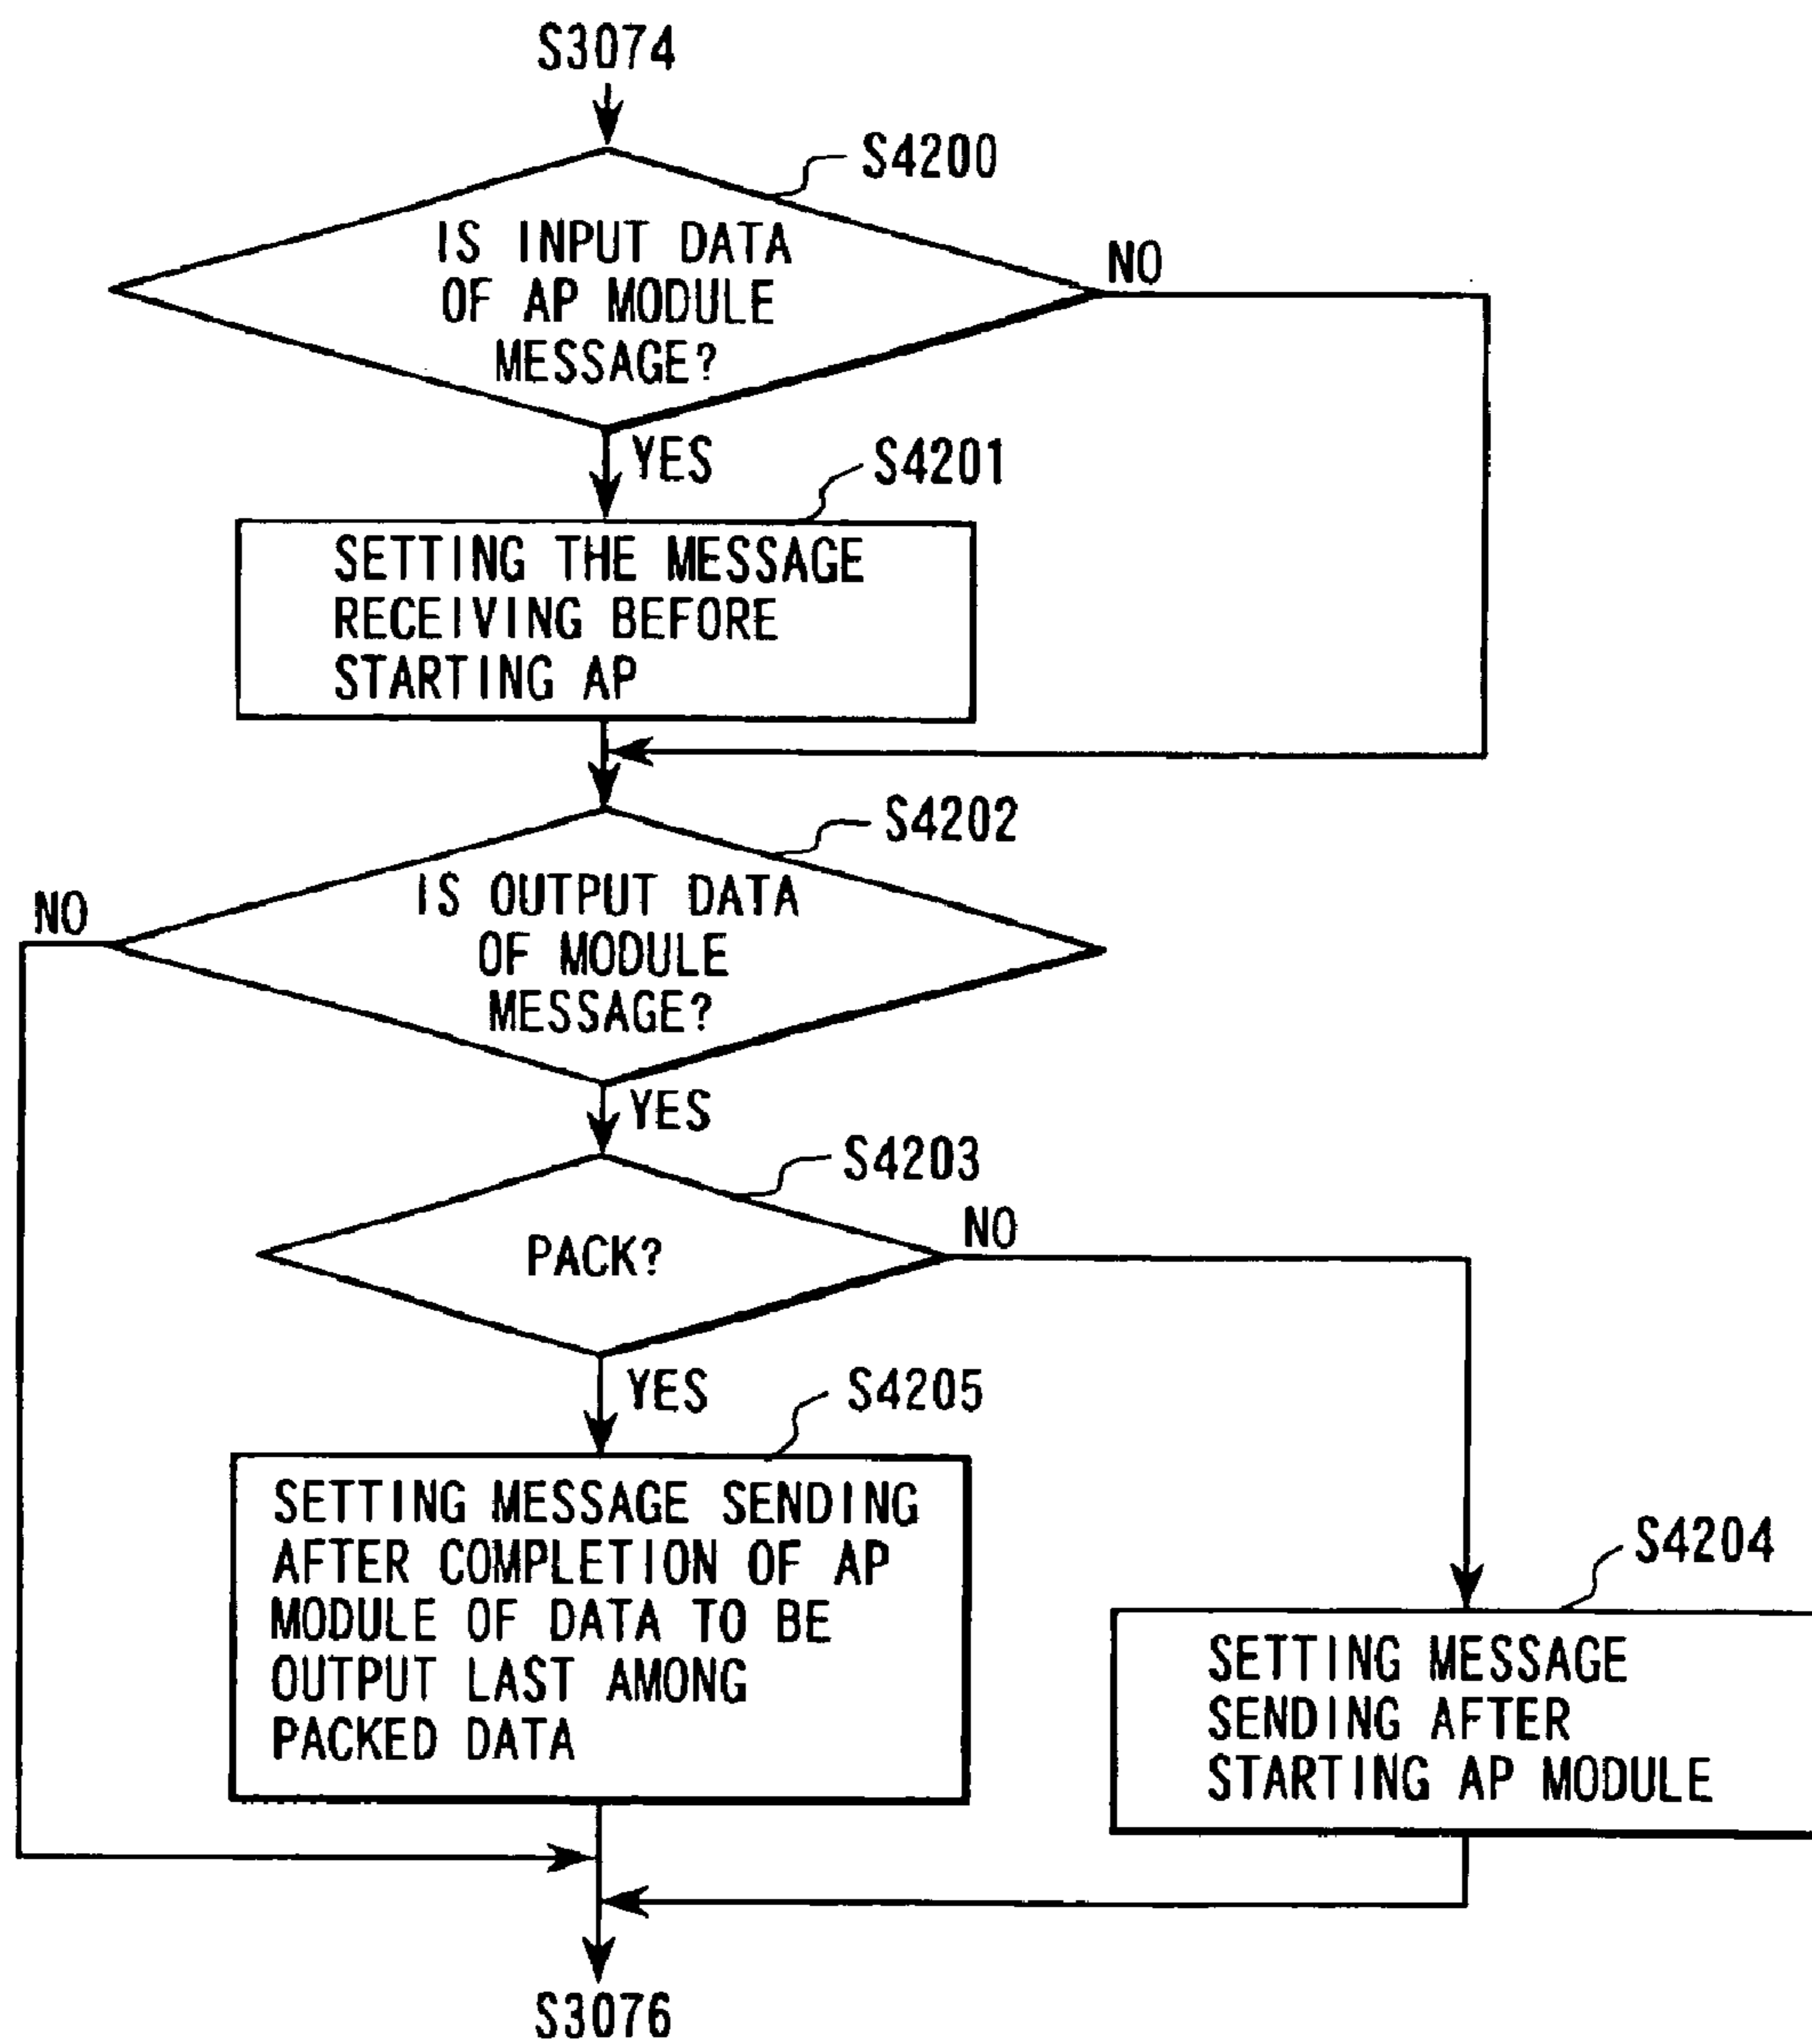 S3074
S4200
IS INPUT DATA
OF AP MODULE
MESSAGE?
NO
YES
S4201
SETTING THE MESSAGE
RECEIVING BEFORE
STARTING AP
S4202
NO
IS OUTPUT DATA
OF MODULE
MESSAGE?
YES
S4203
PACK?
NO
YES
S4205
SETTING MESSAGE SENDING
AFTER COMPLETION OF AP
MODULE OF DATA TO BE
OUTPUT LAST AMONG
PACKED DATA
S4204
SETTING MESSAGE
SENDING AFTER
STARTING AP MODULE
S3076